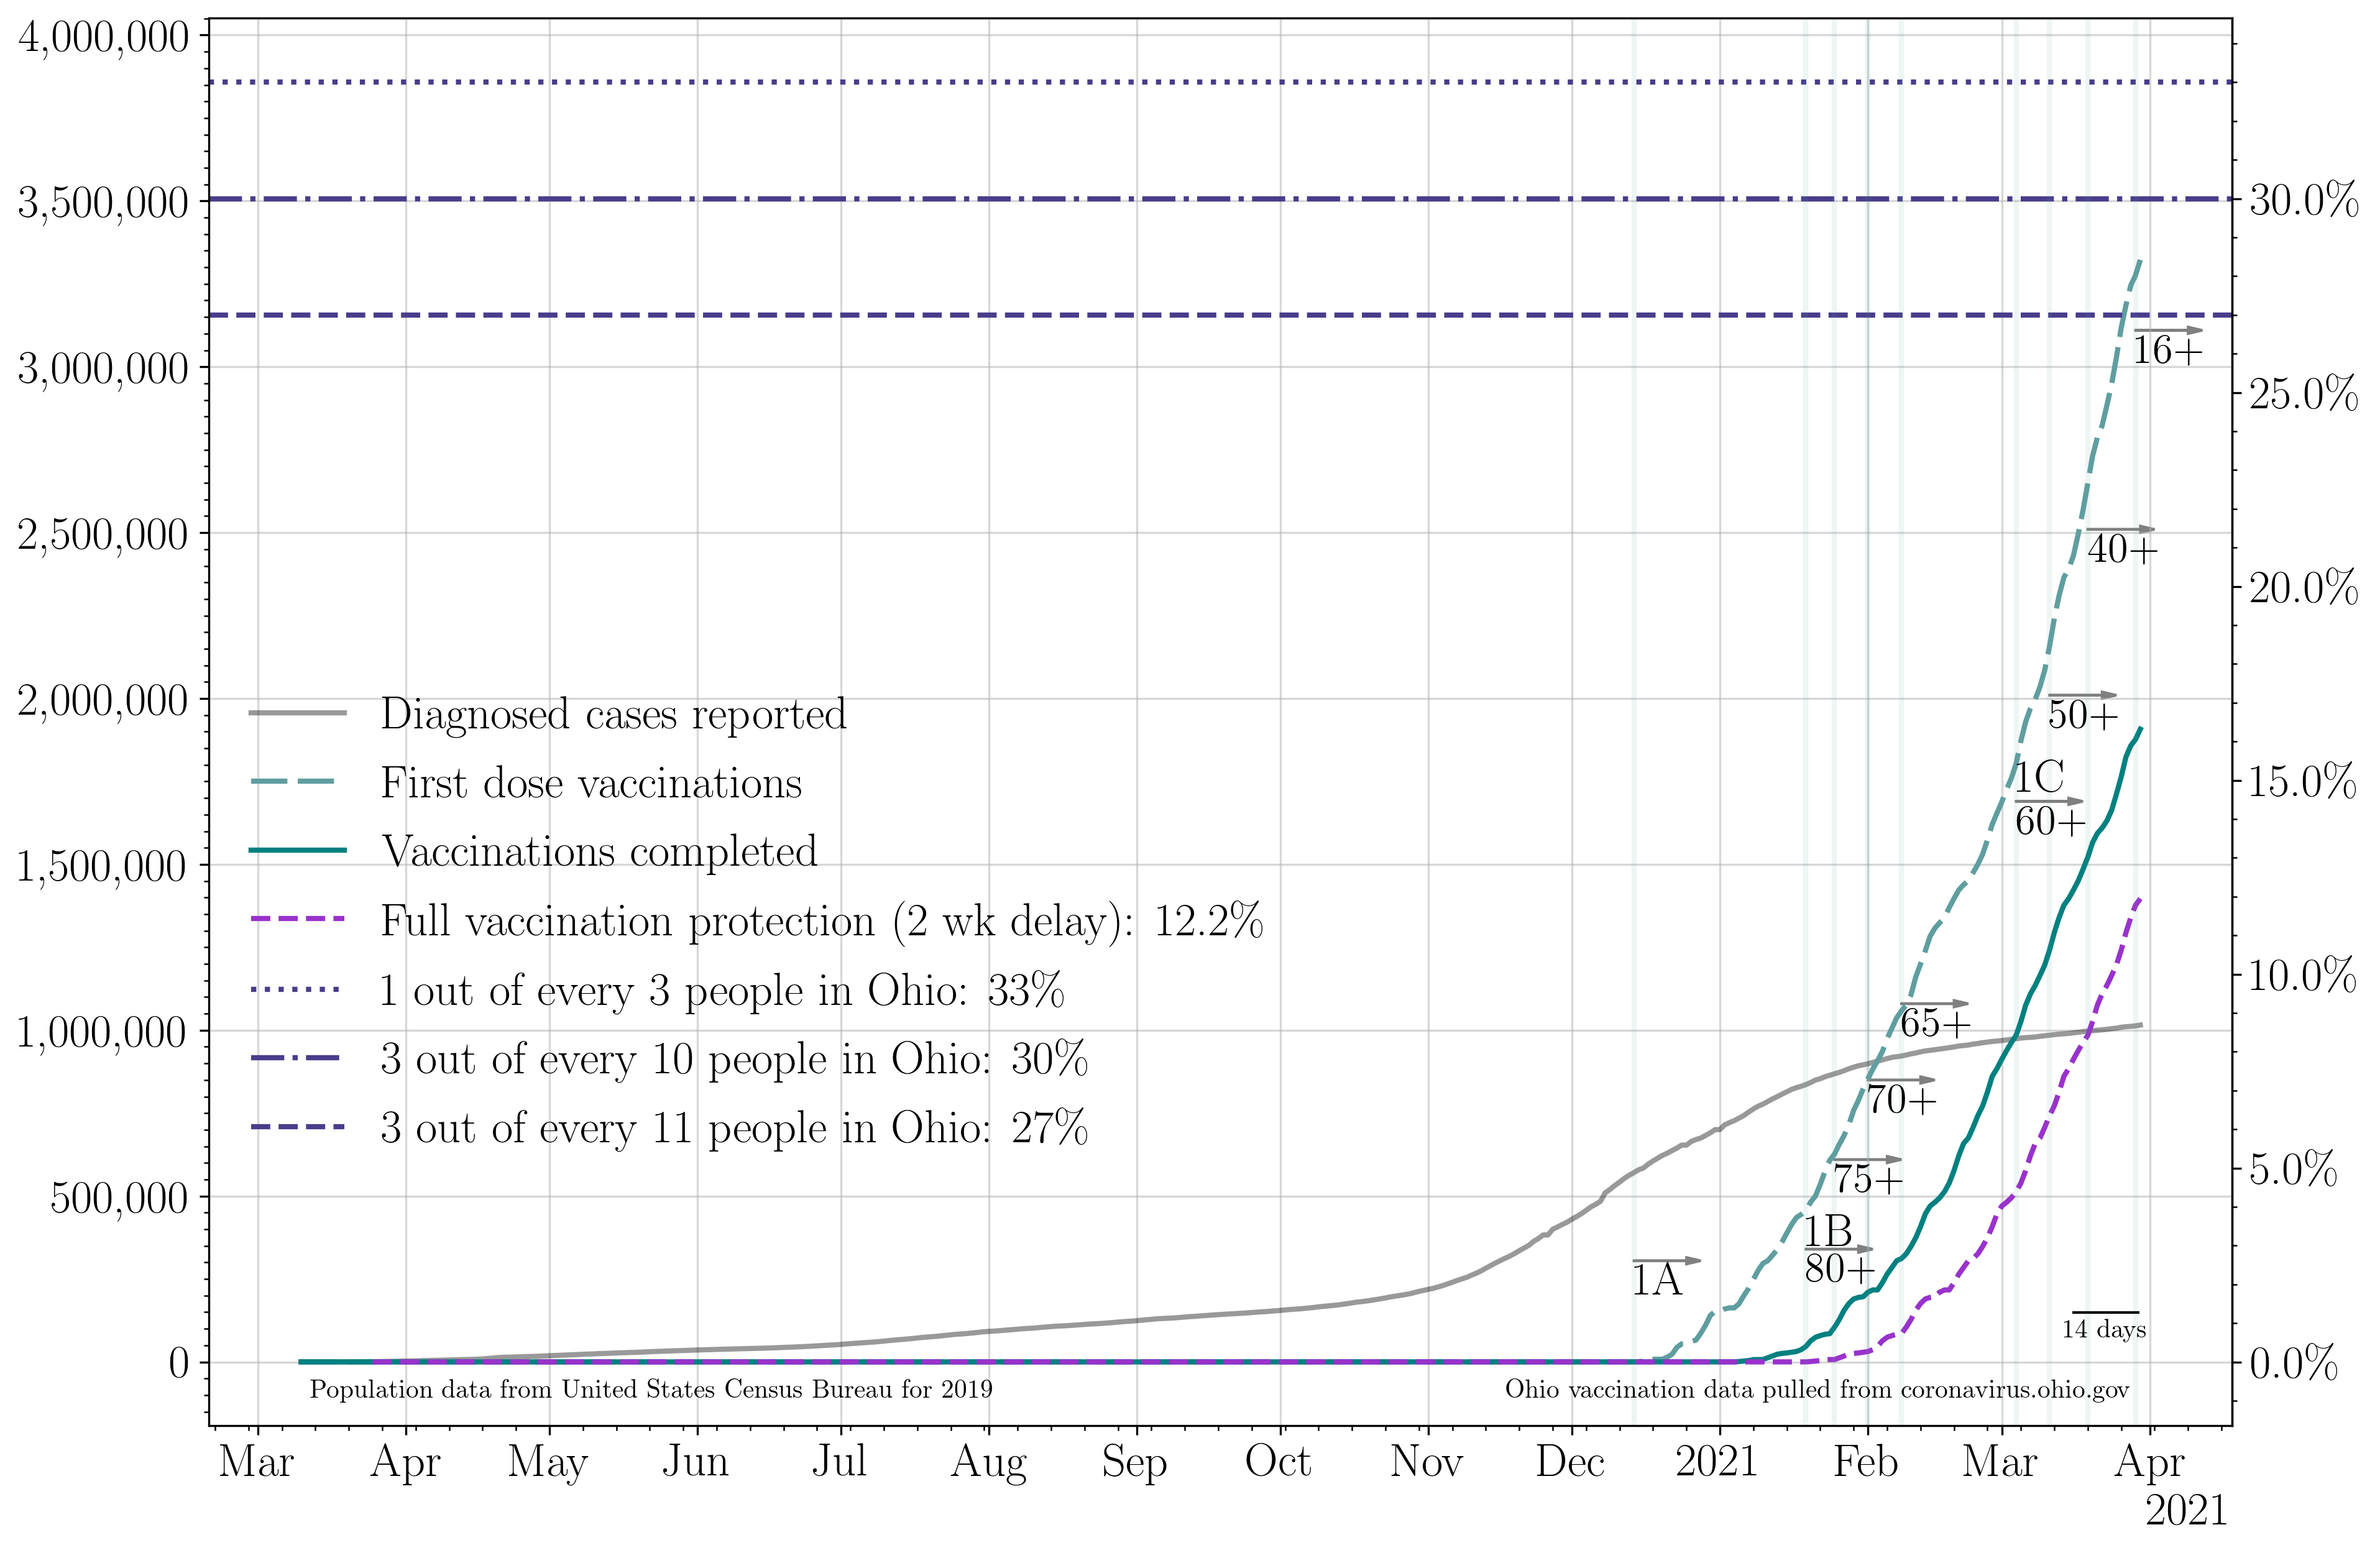 4,000,000
3,500,000
3,000,000
2,500,000
2,000,000
1,500,000
1,000,000
500,000
0
30.0%
25.0%
20.0%
15.0%
10.0%
5.0%
0.0%
Diagnosed cases reported
First dose vaccinations
Vaccinations completed
Full vaccination protection (2 wk delay): 12.2%
1 out of every 3 people in Ohio: 33%
3 out of every 10 people in Ohio: 30%
3 out of every 11 people in Ohio: 27%
16+
40+
50+
1C
60+
65+
70+
75+
1B
80+
1A
14 days
Population data from United States Census Bureau for 2019
Ohio vaccination data pulled from coronavirus.ohio.gov
Mar Apr May Jun Jul Aug Sep Oct Nov Dec 2021 Feb Mar Apr
2021